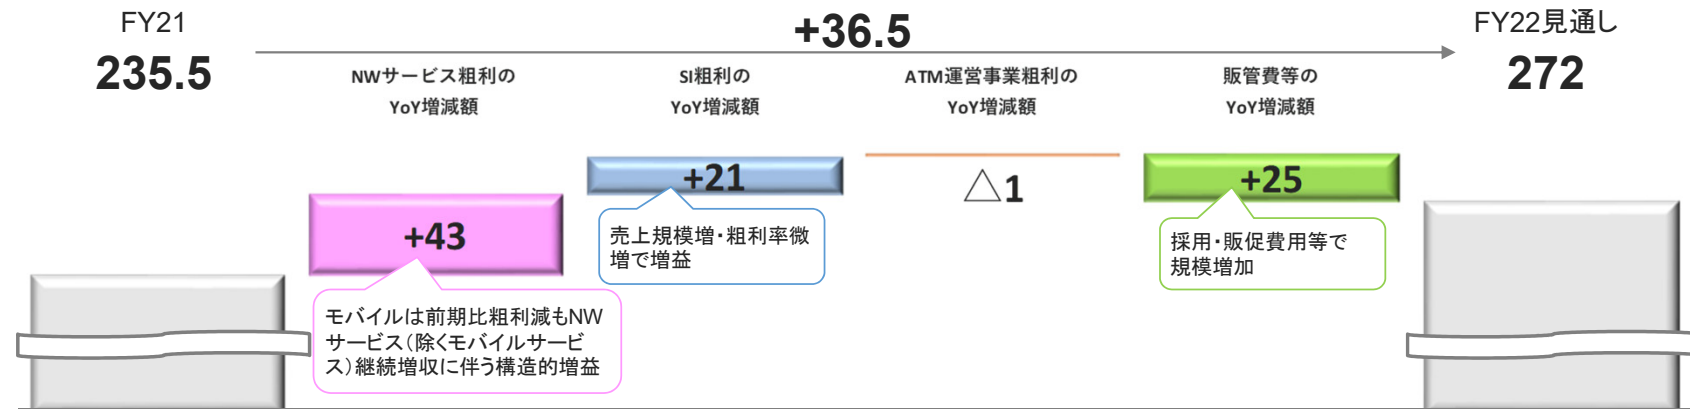 FY21
235.5
+36.5
FY22見通し
272
NWサービス粗利の
YoY増減額
SI粗利の
YoY増減額
ATM運営事業粗利の
YoY増減額
販管費等の
YoY増減額
+43
モバイルは前期比粗利減もNW
サービス(除くモバイルサービ
ス)継続増収に伴う構造的増益
+21
売上規模増・粗利率微
増で増益
△1
+25
採用・販促費用等で
規模増加